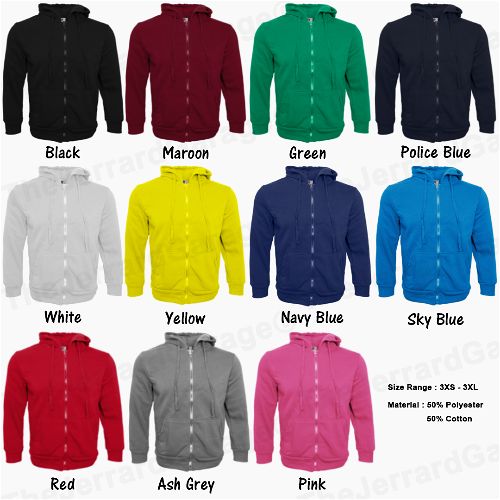 Black Maroon Green Police Blue
White Yellow Navy Blue Sky Blue
Size Range : 3XS - 3XL
Material : 50% Polyester
50% Cotton
Red Ash Grey Pink